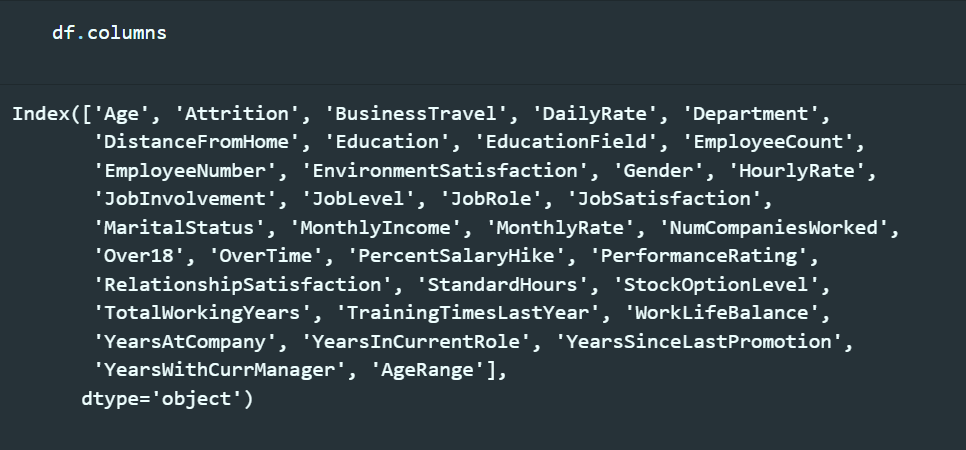 df.columns
Index(['Age', 'Attrition', 'BusinessTravel', 'DailyRate', 'Department',
'DistanceFromHome', 'Education', 'EducationField', 'EmployeeCount',
'EmployeeNumber', 'EnvironmentSatisfaction', 'Gender', 'HourlyRate',
'JobInvolvement', 'JobLevel', 'JobRole', 'JobSatisfaction',
'MaritalStatus', 'MonthlyIncome', 'MonthlyRate', 'NumCompaniesWorked',
'Over18', 'OverTime', 'PercentSalaryHike', 'PerformanceRating',
'RelationshipSatisfaction', 'StandardHours', 'StockOptionLevel',
'TotalWorkingYears', 'TrainingTimesLastYear', 'WorkLifeBalance',
'YearsAtCompany', 'YearsInCurrentRole', 'YearsSinceLastPromotion',
'YearsWithCurrManager', 'AgeRange'],
dtype='object')